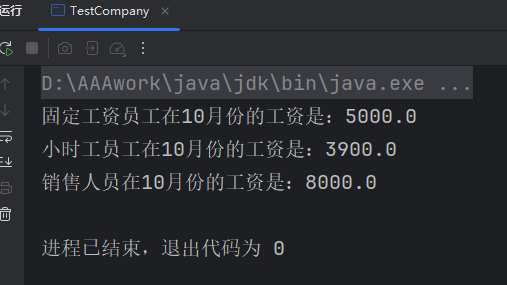 运行
TestCompany
D:\AAAwork\java\jdk\bin\java.exe ...
固定工资员工在10月份的工资是：5000.0
小时工员工在10月份的工资是：3900.0
销售人员在10月份的工资是：8000.0
进程已结束，退出代码为 0